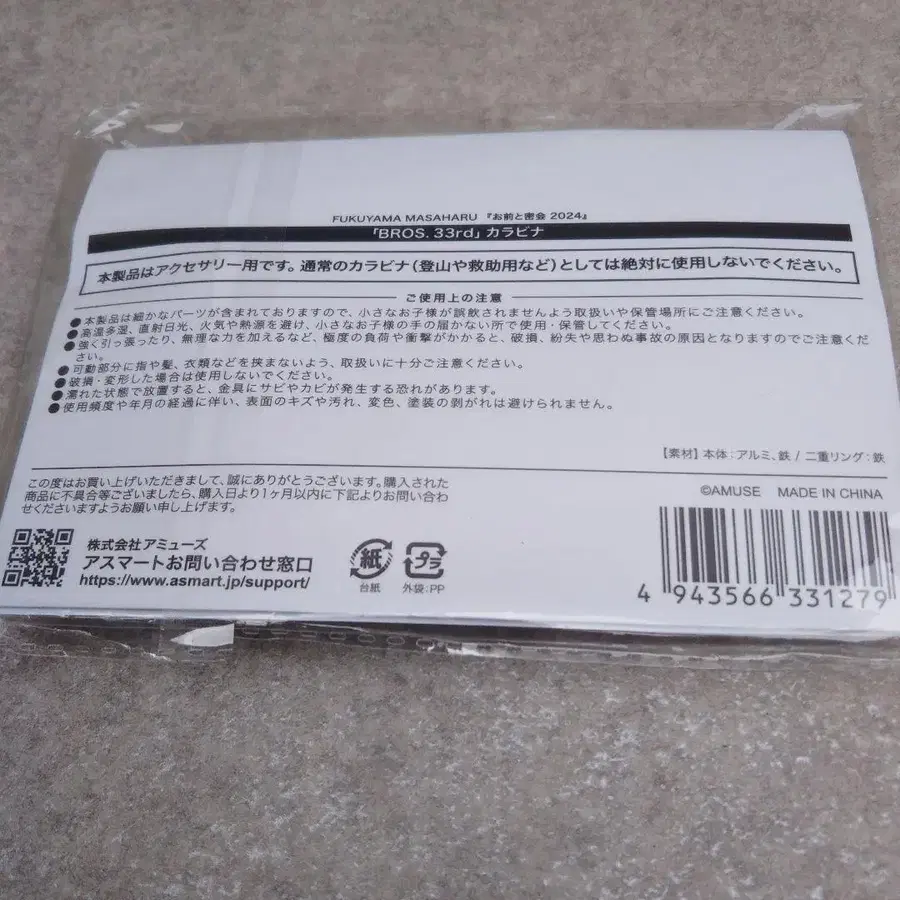 FUKUYAMA MASAHARU 『お前と密会 2024』
「BROS. 33rd」カラビナ
本製品はアクセサリー用です。通常のカラビナ(登山や救助用など)としては絶対に使用しないでください。
ご使用上の注意
●本製品は細かなパーツが含まれておりますので、小さなお子様が誤飲されませんよう取扱いや保管場所にご注意ください。
●高温多湿、直射日光、火気や熱源を避け、小さなお子様の手の届かない所で使用・保管してください。
●強く引っ張ったり、無理な力を加えるなど、極度の負荷や衝撃がかかると、破損、紛失や思わぬ事故の原因となりますのでご注意くだ
さい。
●可動部分に指や髪、衣類などを挟まないよう、取扱いに十分ご注意ください。
●破損・変形した場合は使用しないでください。
●濡れた状態で放置すると、金具にサビやカビが発生する恐れがあります。
●使用頻度や年月の経過に伴い、表面のキズや汚れ、変色、塗装の剥がれは避けられません。
【素材】本体:アルミ、鉄 / 二重リング:鉄
この度はお買い上げいただきまして、誠にありがとうございます。購入された
商品に不具合等ございましたら、購入日より1ヶ月以内に下記よりお問い合わ
せくださいますようお願い申し上げます。
©AMUSE MADE IN CHINA
株式会社アミューズ
アスマートお問い合わせ窓口
https://www.asmart.jp/support/
紙
台紙
プラ
外袋:PP
4 943566 331279